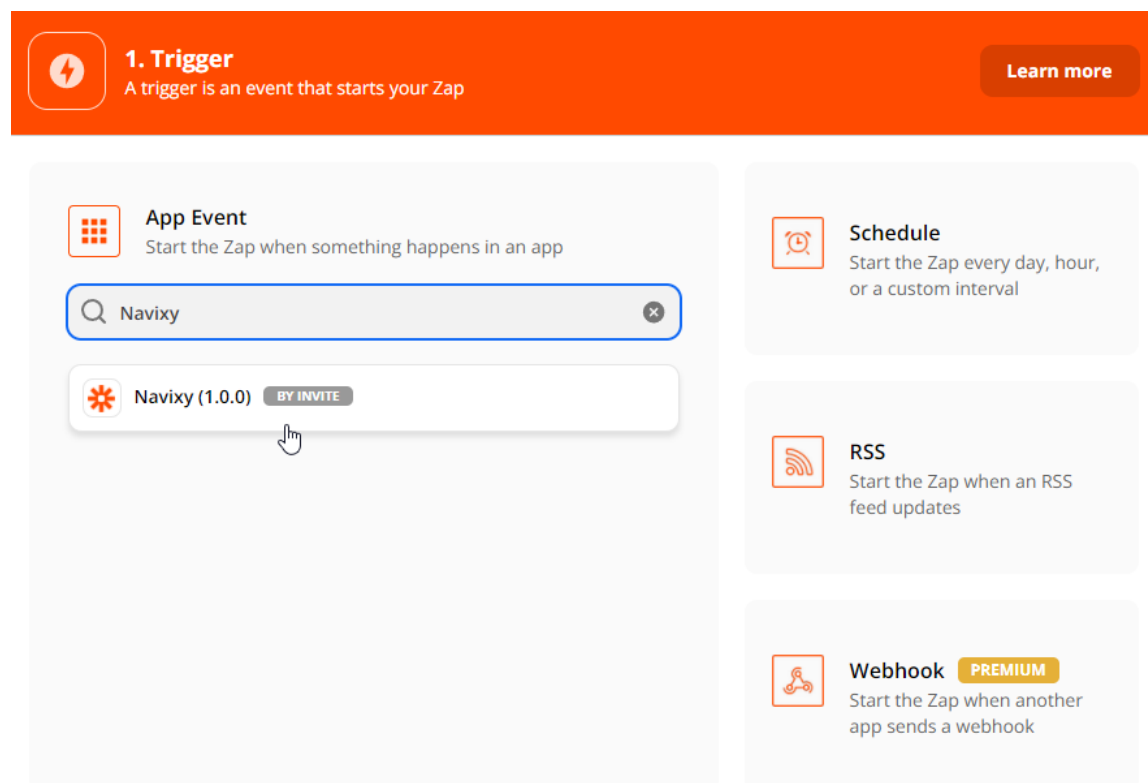 1. Trigger
A trigger is an event that starts your Zap
Learn more
App Event
Start the Zap when something happens in an app
Navixy
Navixy (1.0.0) BY INVITE
Schedule
Start the Zap every day, hour,
or a custom interval
RSS
Start the Zap when an RSS
feed updates
Webhook PREMIUM
Start the Zap when another
app sends a webhook